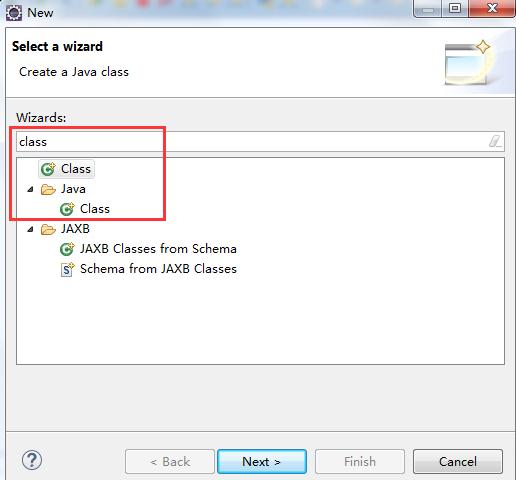 New
Select a wizard
Create a Java class
Wizards:
class
Class
Java
Class
JAXB
JAXB Classes from Schema
Schema from JAXB Classes
< Back
Next >
Finish
Cancel